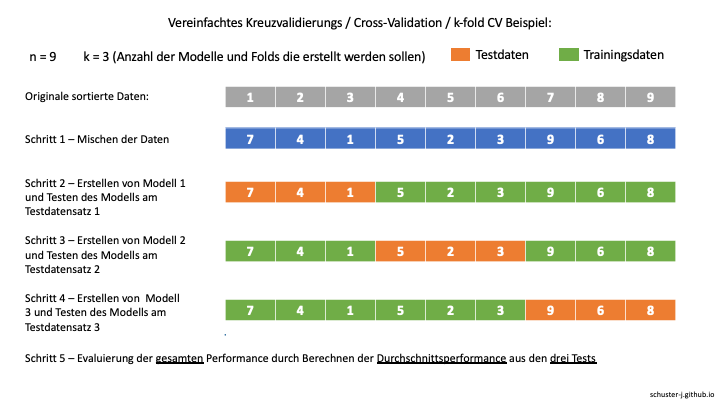 Vereinfachtes Kreuzvalidierungs / Cross-Validation / k-fold CV Beispiel:
n = 9 k = 3 (Anzahl der Modelle und Folds die erstellt werden sollen) Testdaten Trainingsdaten
Originale sortierte Daten: 1 2 3 4 5 6 7 8 9
Schritt 1 – Mischen der Daten 7 4 1 5 2 3 9 6 8
Schritt 2 – Erstellen von Modell 1
und Testen des Modells am
Testdatensatz 1
7 4 1 5 2 3 9 6 8
Schritt 3 – Erstellen von Modell 2
und Testen des Modells am
Testdatensatz 2
7 4 1 5 2 3 9 6 8
Schritt 4 – Erstellen von Modell
3 und Testen des Modells am
Testdatensatz 3
7 4 1 5 2 3 9 6 8
Schritt 5 – Evaluierung der gesamten Performance durch Berechnen der Durchschnittsperformance aus den drei Tests
schuster-j.github.io